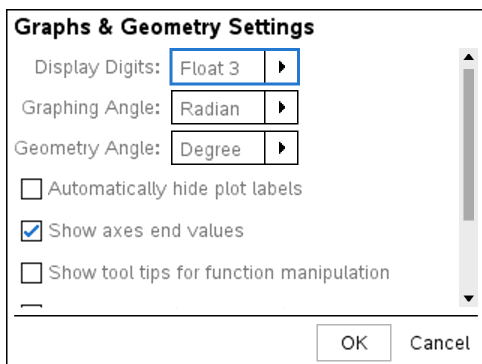 Graphs & Geometry Settings
Display Digits: Float 3
Graphing Angle: Radian
Geometry Angle: Degree
Automatically hide plot labels
Show axes end values
Show tool tips for function manipulation
OK Cancel